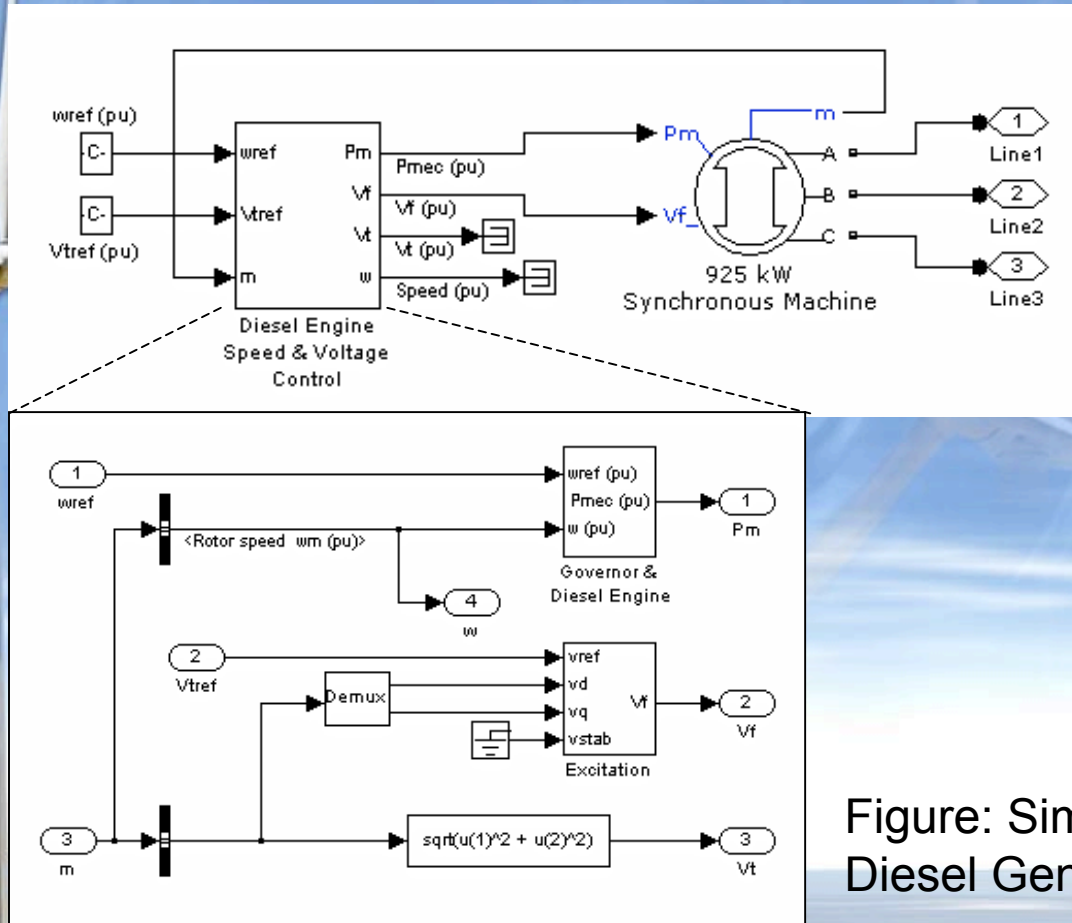 wref (pu)
-C-
-C-
Vtref (pu)
wref
Vtref
m
Pm
Vf
Vt
w
Pmec (pu)
Vf (pu)
Vt (pu)
Speed (pu)
Diesel Engine
Speed & Voltage
Control
Pm
Vf_
m
A
B
C
925 kW
Synchronous Machine
1
Line1
2
Line2
3
Line3
1
wref
<Rotor speed wm (pu)>
wref (pu)
Pmec (pu)
w (pu)
Governor &
Diesel Engine
1
Pm
4
w
2
Vtref
Demux
vref
vd
vq
vstab
Vf
Excitation
2
Vf
3
m
sqrt(u(1)^2 + u(2)^2)
3
Vt
Figure: Sim
Diesel Gen